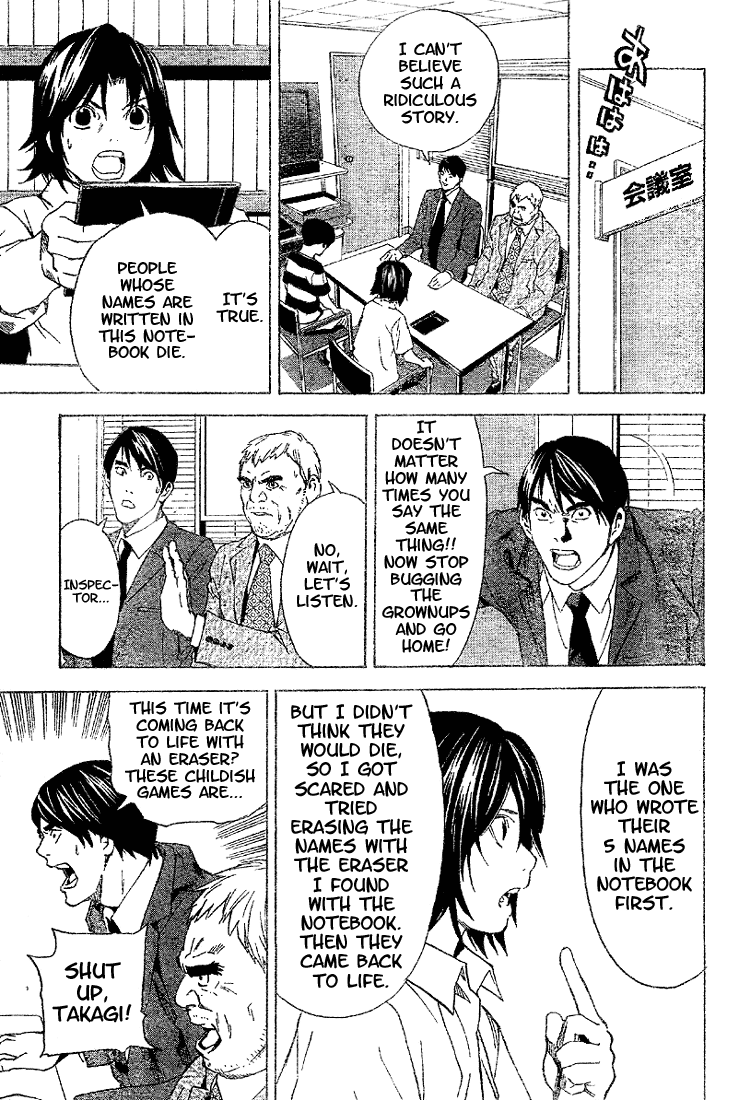 あははは・・
会議室
I CAN'T
BELIEVE
SUCH A
RIDICULOUS
STORY.
IT'S
TRUE.
PEOPLE
WHOSE
NAMES ARE
WRITTEN IN
THIS NOTE-
BOOK DIE.
IT
DOESN'T
MATTER
HOW MANY
TIMES YOU
SAY THE
SAME
THING!!
NOW STOP
BUGGING
THE
GROWNUPS
AND GO
HOME!
NO,
WAIT,
LET'S
LISTEN.
INSPEC-
TOR...
I WAS
THE ONE
WHO WROTE
THEIR
5 NAMES
IN THE
NOTEBOOK
FIRST.
BUT I DIDN'T
THINK THEY
WOULD DIE,
SO I GOT
SCARED AND
TRIED
ERASING THE
NAMES WITH
THE ERASER
I FOUND
WITH THE
NOTEBOOK.
THEN THEY
CAME BACK
TO LIFE.
THIS TIME IT'S
COMING BACK
TO LIFE WITH
AN ERASER?
THESE CHILDISH
GAMES ARE...
SHUT
UP,
TAKAGI!